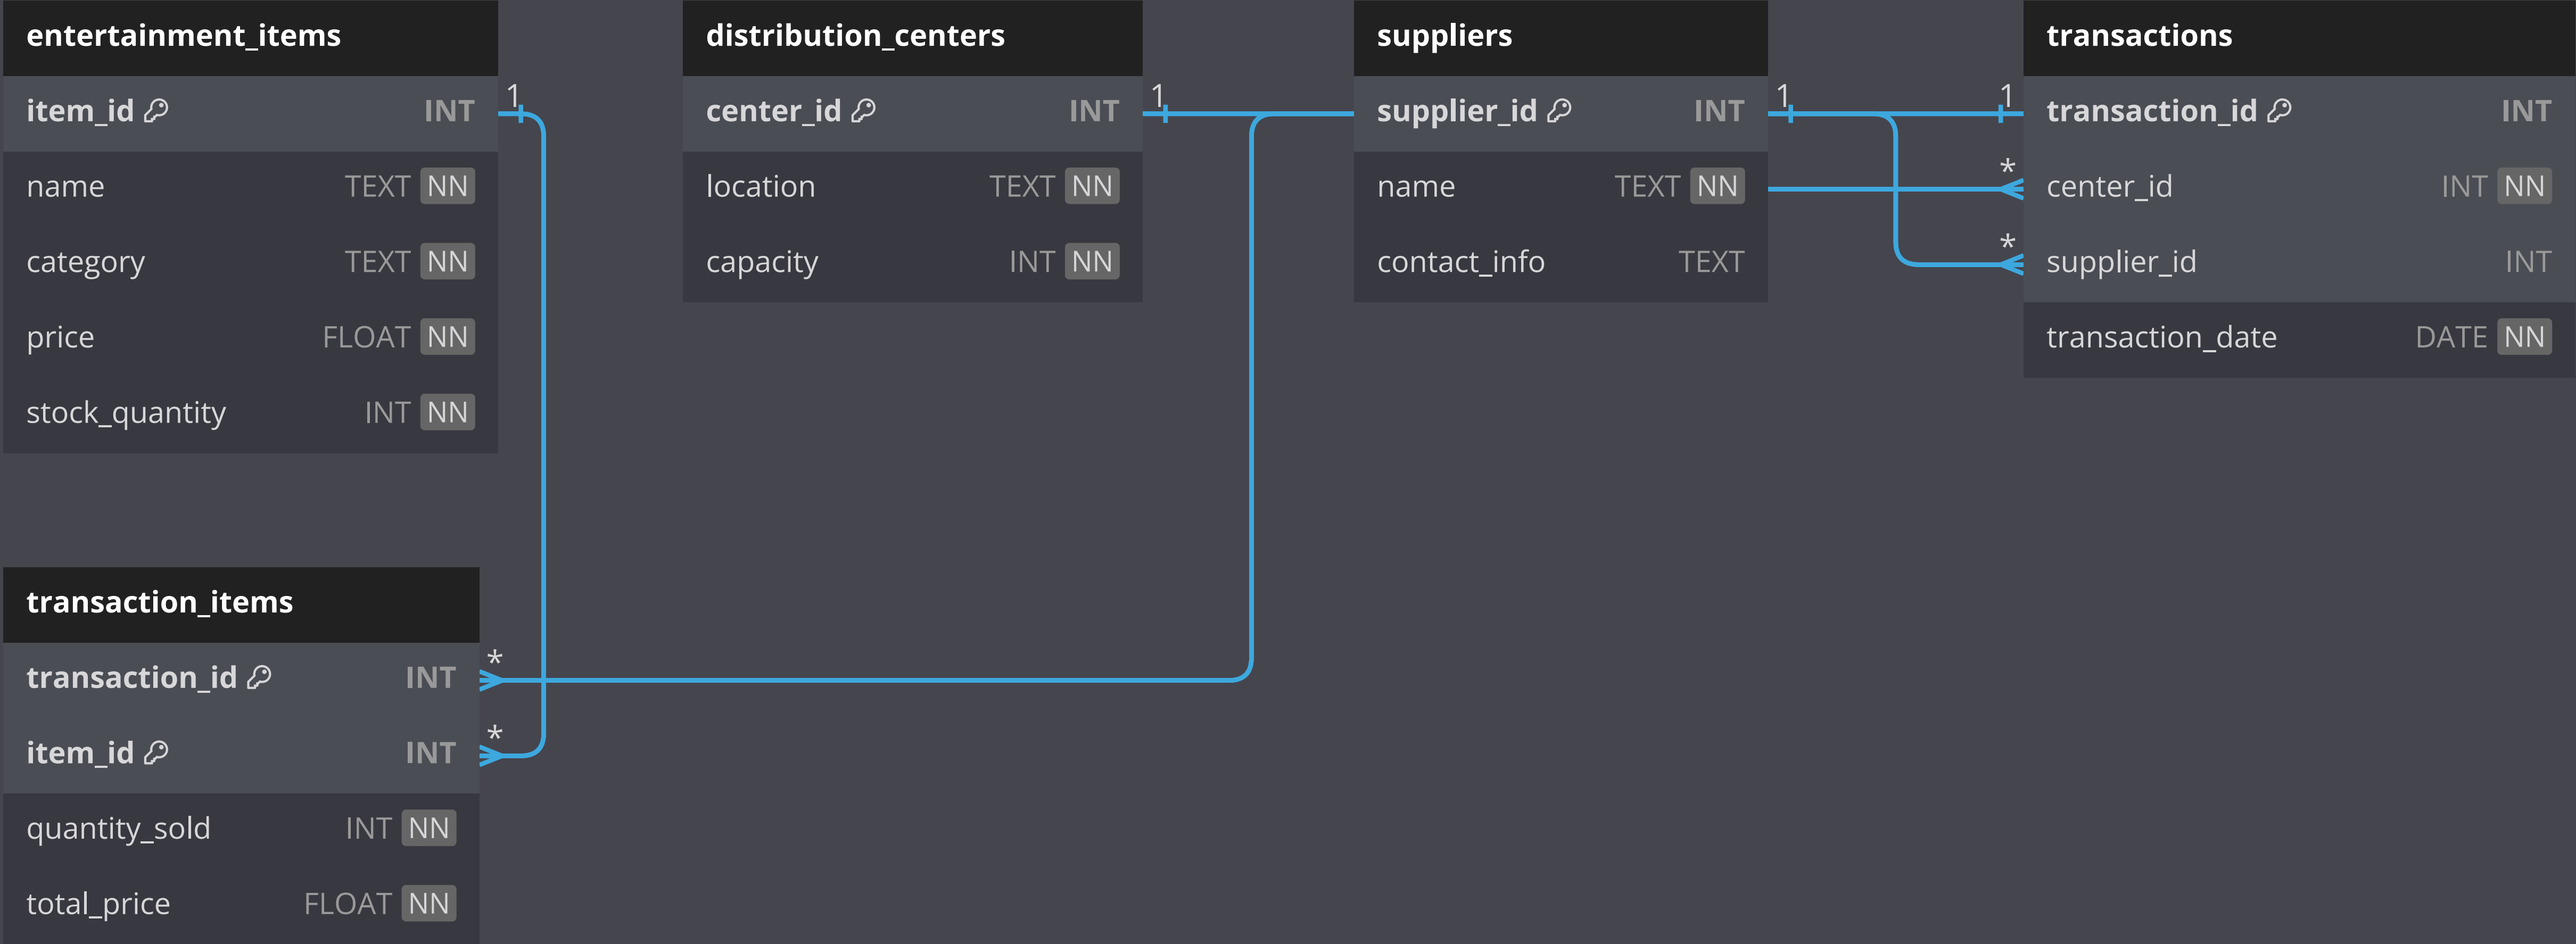 entertainment_items
item_id INT
name TEXT NN
category TEXT NN
price FLOAT NN
stock_quantity INT NN
distribution_centers
center_id INT
location TEXT NN
capacity INT NN
suppliers
supplier_id INT
name TEXT NN
contact_info TEXT
transactions
transaction_id INT
center_id INT NN
supplier_id INT
transaction_date DATE NN
transaction_items
transaction_id INT
item_id INT
quantity_sold INT NN
total_price FLOAT NN
1
1
1
1
*
*
*
*